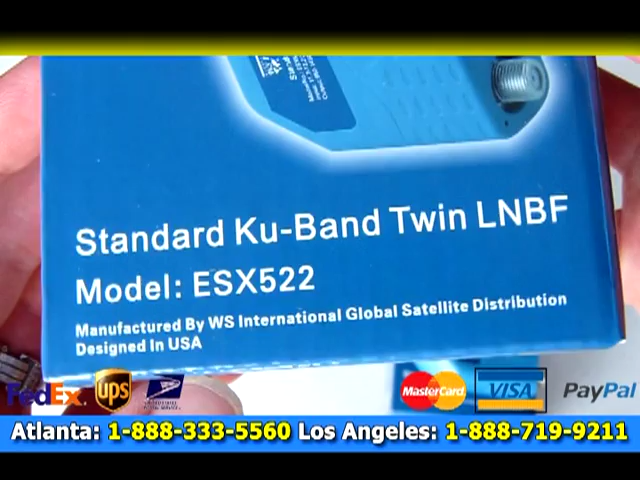 Standard Ku-Band Twin LNBF
Model: ESX522
Manufactured By WS International Global Satellite Distribution
Designed In USA
FedEx. UPS MasterCard VISA PayPal
Atlanta: 1-888-333-5560 Los Angeles: 1-888-719-9211